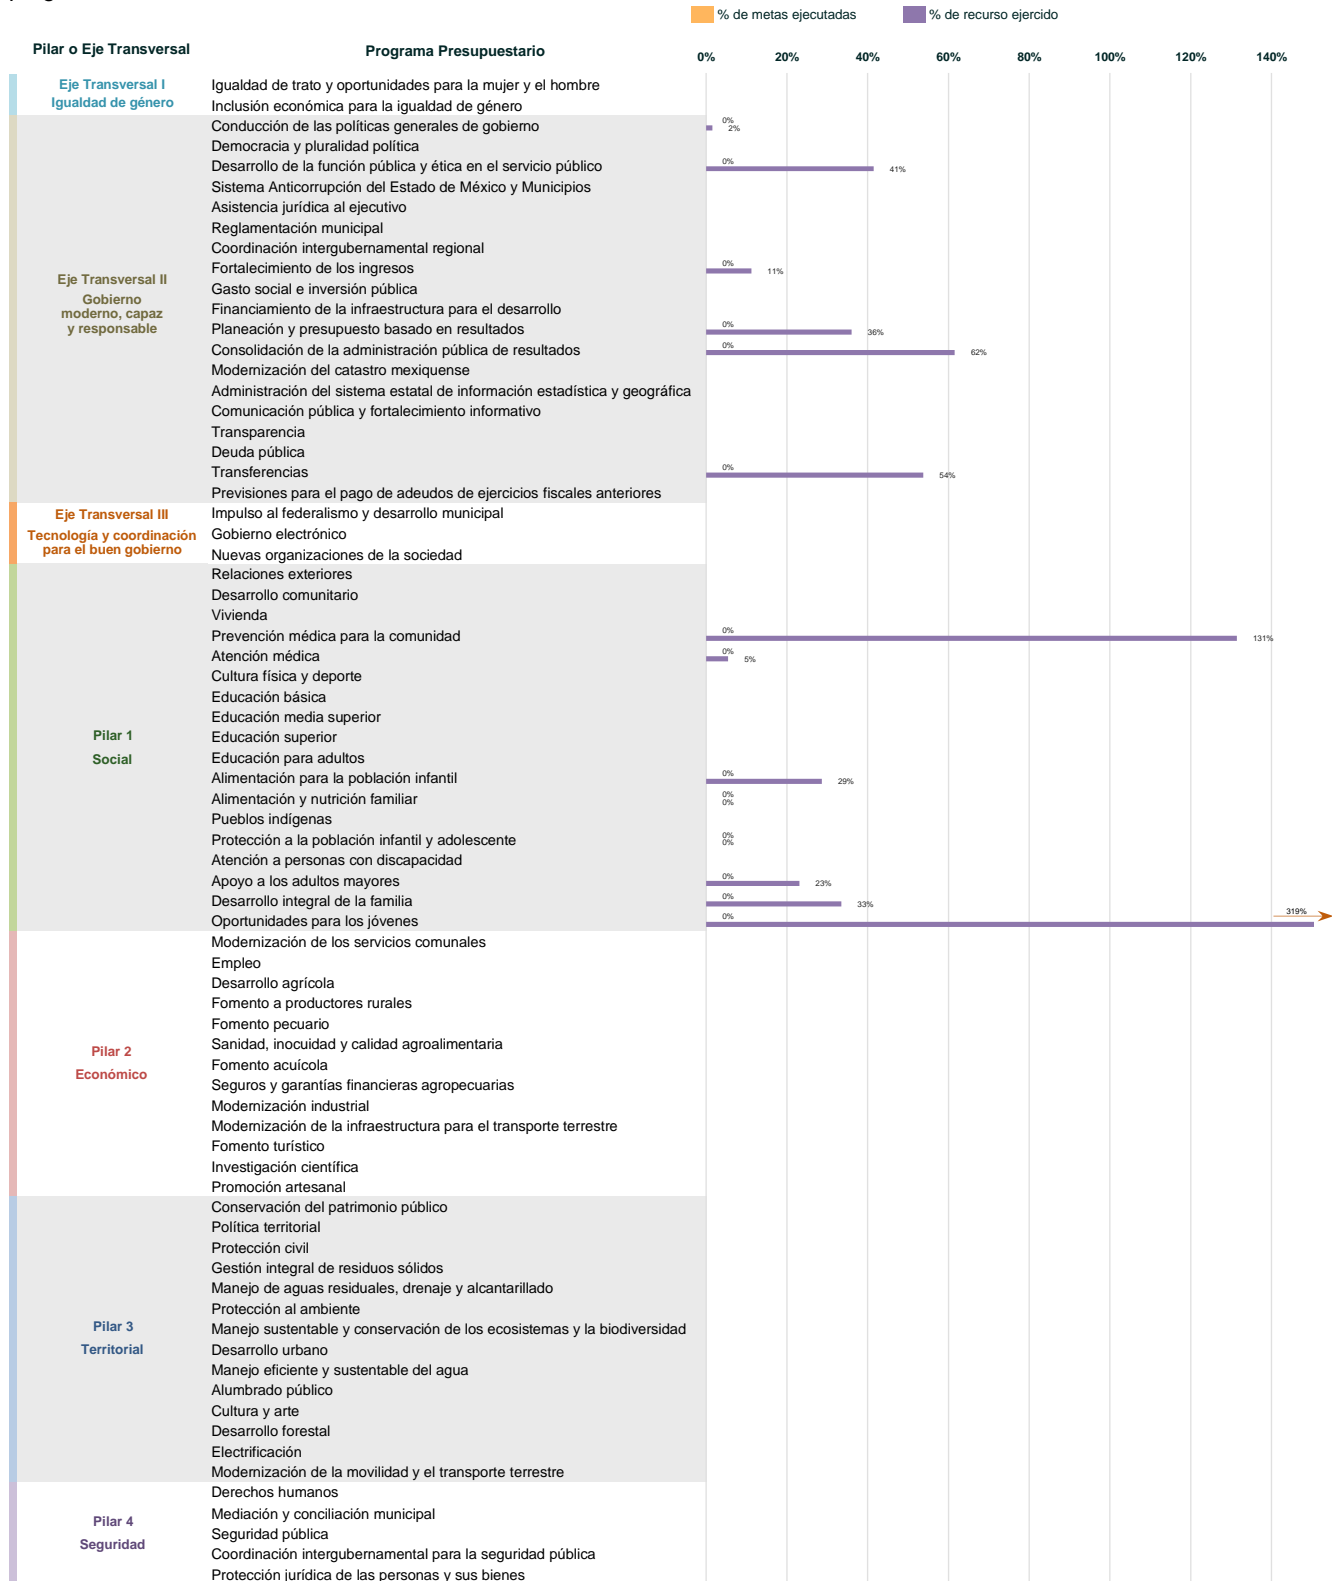 % de metas ejecutadas % de recurso ejercido
Pilar o Eje Transversal Programa Presupuestario 0% 20% 40% 60% 80% 100% 120% 140%
Eje Transversal I
Igualdad de género
Igualdad de trato y oportunidades para la mujer y el hombre
Inclusión económica para la igualdad de género
Eje Transversal II
Gobierno
moderno, capaz
y responsable
Conducción de las políticas generales de gobierno 0% 2%
Democracia y pluralidad política
Desarrollo de la función pública y ética en el servicio público 0% 41%
Sistema Anticorrupción del Estado de México y Municipios
Asistencia jurídica al ejecutivo
Reglamentación municipal
Coordinación intergubernamental regional
Fortalecimiento de los ingresos 0% 11%
Gasto social e inversión pública
Financiamiento de la infraestructura para el desarrollo
Planeación y presupuesto basado en resultados 0% 36%
Consolidación de la administración pública de resultados 0% 62%
Modernización del catastro mexiquense
Administración del sistema estatal de información estadística y geográfica
Comunicación pública y fortalecimiento informativo
Transparencia
Deuda pública
Transferencias 0% 54%
Previsiones para el pago de adeudos de ejercicios fiscales anteriores
Eje Transversal III
Tecnología y coordinación
para el buen gobierno
Impulso al federalismo y desarrollo municipal
Gobierno electrónico
Nuevas organizaciones de la sociedad
Pilar 1
Social
Relaciones exteriores
Desarrollo comunitario
Vivienda
Prevención médica para la comunidad 0% 131%
Atención médica 0% 5%
Cultura física y deporte
Educación básica
Educación media superior
Educación superior
Educación para adultos
Alimentación para la población infantil 0% 29%
Alimentación y nutrición familiar 0% 0%
Pueblos indígenas
Protección a la población infantil y adolescente 0% 0%
Atención a personas con discapacidad
Apoyo a los adultos mayores 0% 23%
Desarrollo integral de la familia 0% 33%
Oportunidades para los jóvenes 0% 319%
Pilar 2
Económico
Modernización de los servicios comunales
Empleo
Desarrollo agrícola
Fomento a productores rurales
Fomento pecuario
Sanidad, inocuidad y calidad agroalimentaria
Fomento acuícola
Seguros y garantías financieras agropecuarias
Modernización industrial
Modernización de la infraestructura para el transporte terrestre
Fomento turístico
Investigación científica
Promoción artesanal
Pilar 3
Territorial
Conservación del patrimonio público
Política territorial
Protección civil
Gestión integral de residuos sólidos
Manejo de aguas residuales, drenaje y alcantarillado
Protección al ambiente
Manejo sustentable y conservación de los ecosistemas y la biodiversidad
Desarrollo urbano
Manejo eficiente y sustentable del agua
Alumbrado público
Cultura y arte
Desarrollo forestal
Electrificación
Modernización de la movilidad y el transporte terrestre
Pilar 4
Seguridad
Derechos humanos
Mediación y conciliación municipal
Seguridad pública
Coordinación intergubernamental para la seguridad pública
Protección jurídica de las personas y sus bienes